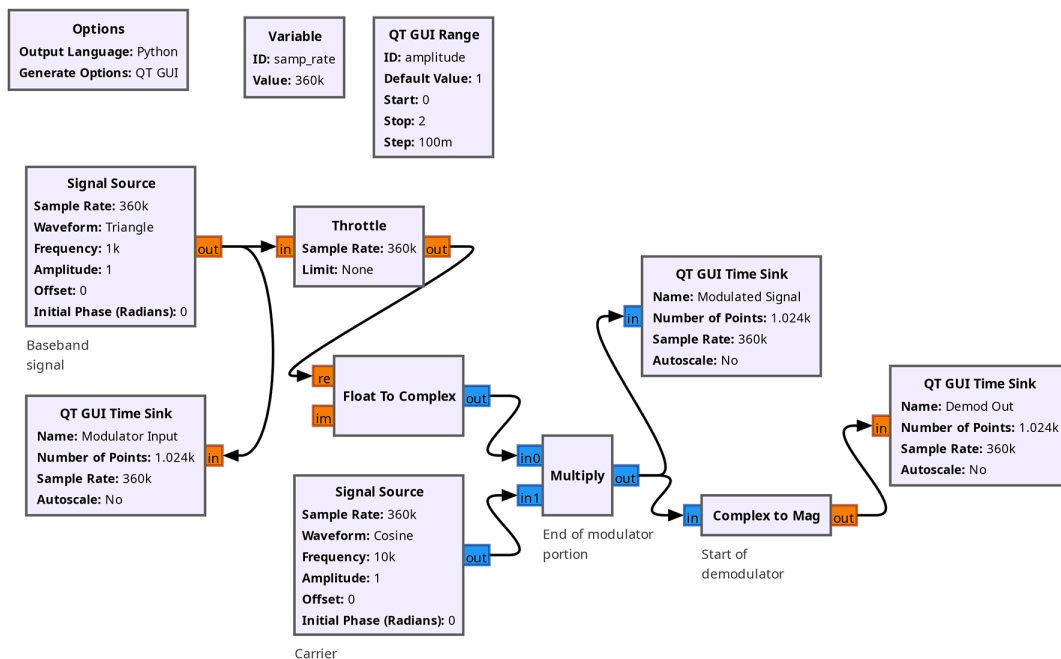 Options
Output Language: Python
Generate Options: QT GUI
Variable
ID: samp_rate
Value: 360k
QT GUI Range
ID: amplitude
Default Value: 1
Start: 0
Stop: 2
Step: 100m
Signal Source
Sample Rate: 360k
Waveform: Triangle
Frequency: 1k
Amplitude: 1
Offset: 0
Initial Phase (Radians): 0
out
Baseband
signal
in
Throttle
Sample Rate: 360k
Limit: None
out
QT GUI Time Sink
Name: Modulator Input
Number of Points: 1.024k
Sample Rate: 360k
Autoscale: No
in
re
im
Float To Complex
out
Signal Source
Sample Rate: 360k
Waveform: Cosine
Frequency: 10k
Amplitude: 1
Offset: 0
Initial Phase (Radians): 0
out
Carrier
in0
in1
Multiply
out
End of modulator
portion
in
QT GUI Time Sink
Name: Modulated Signal
Number of Points: 1.024k
Sample Rate: 360k
Autoscale: No
in
Complex to Mag
out
Start of
demodulator
in
QT GUI Time Sink
Name: Demod Out
Number of Points: 1.024k
Sample Rate: 360k
Autoscale: No